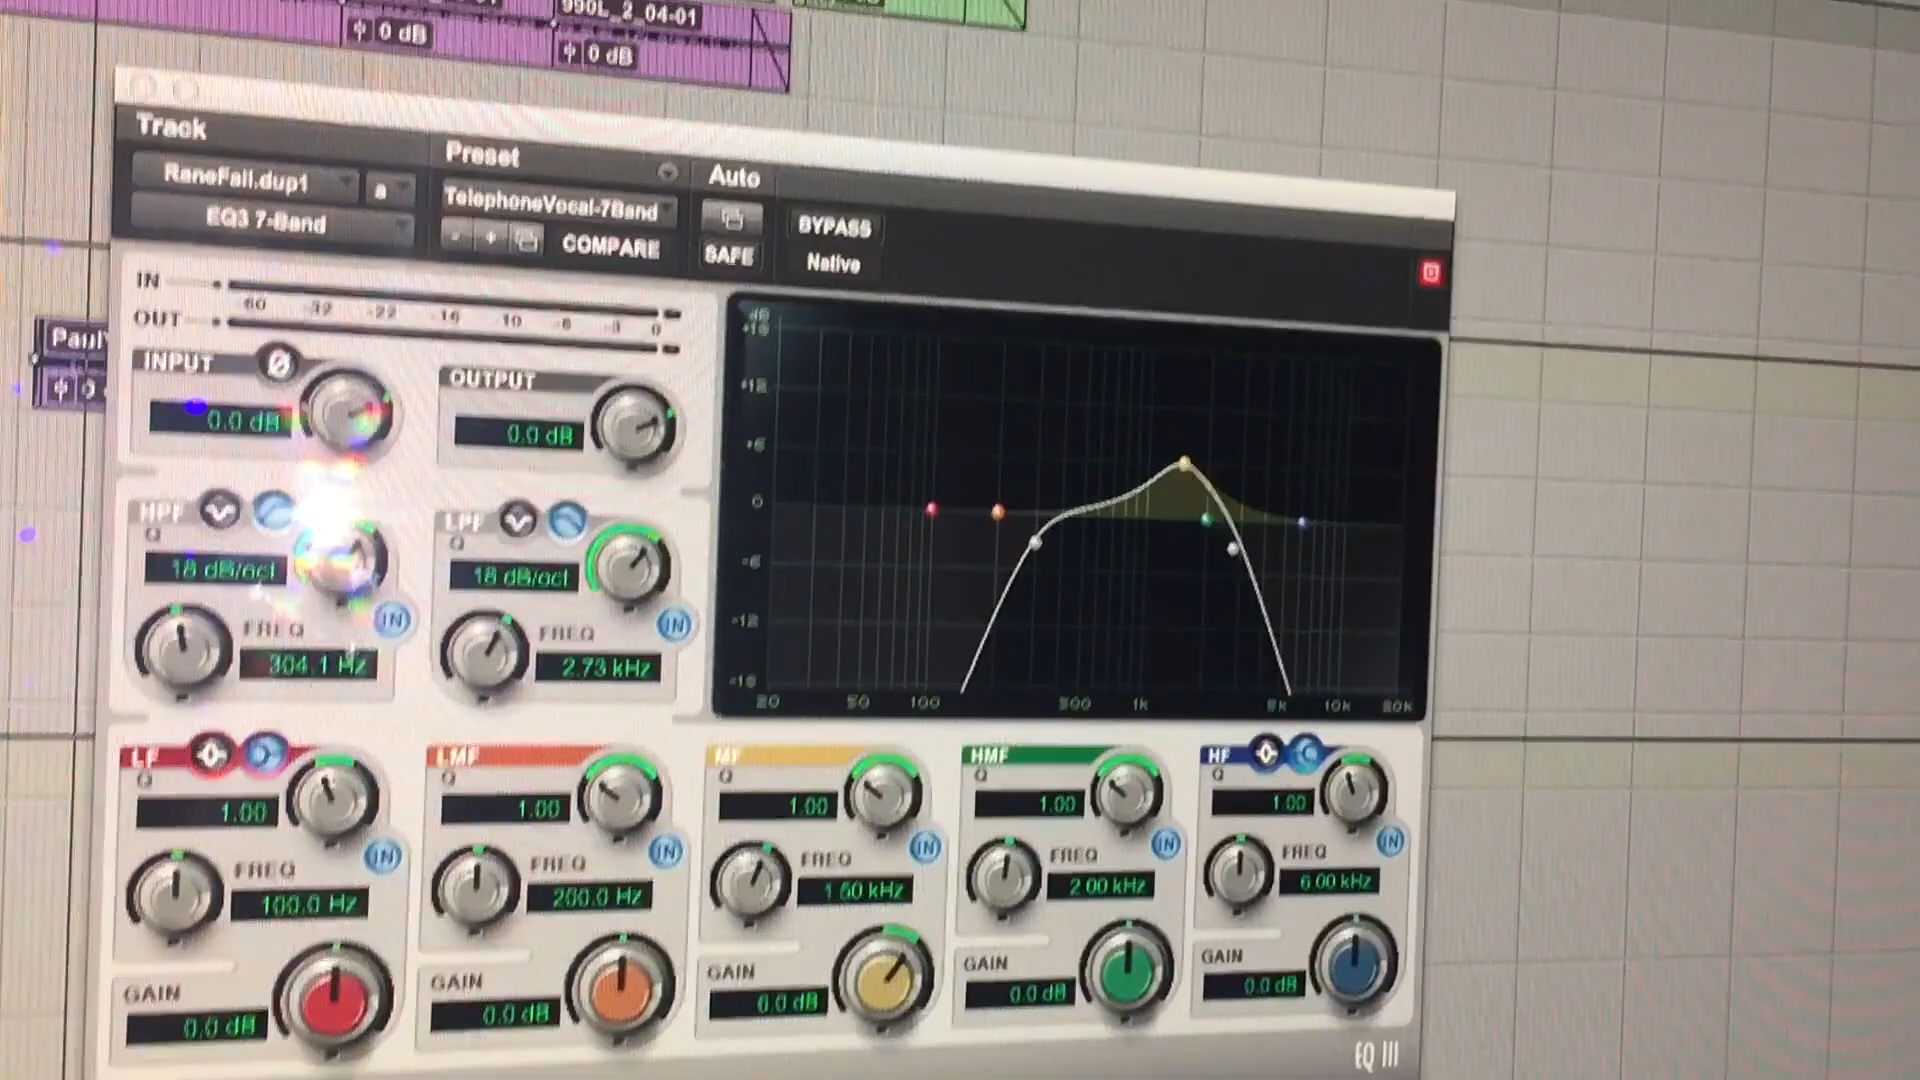 990L_2_04-01
0 dB
0 dB
Track
Preset
Auto
RaneFail.dup1
a
TelephoneVocal-7Band
BYPASS
EQ3 7-Band
- + COMPARE
SAFE
Native
IN
60 -32 -22 -16 -10 -6 -3 0
OUT
Paul
INPUT Ø
OUTPUT
0.0 dB
0.0 dB
HPF
LPF
Q
Q
18 dB/oct
18 dB/oct
IN
IN
FREQ
FREQ
304.1 Hz
2.73 kHz
dB
+18
+12
+6
0
-6
-12
-18
20 50 100 500 1k 5k 10k 20k
LF
LMF
MF
HMF
HF
Q
Q
Q
Q
Q
1.00
1.00
1.00
1.00
1.00
IN
IN
IN
IN
IN
FREQ
FREQ
FREQ
FREQ
FREQ
100.0 Hz
200.0 Hz
1.50 kHz
2.00 kHz
6.00 kHz
GAIN
GAIN
GAIN
GAIN
GAIN
0.0 dB
0.0 dB
0.0 dB
0.0 dB
0.0 dB
EQ III